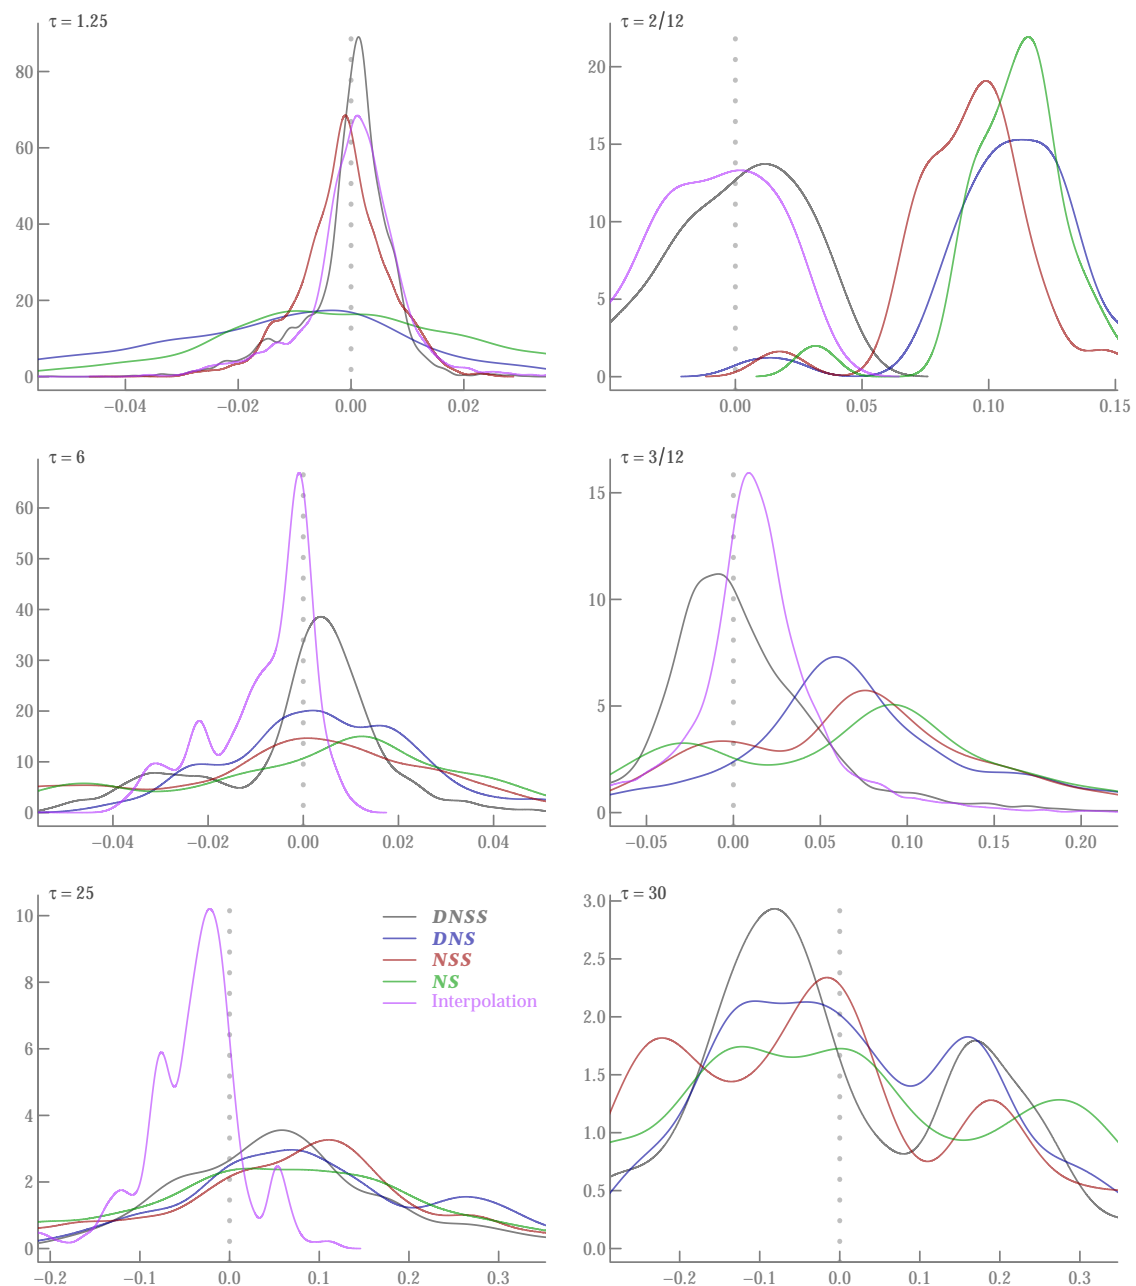 τ = 1.25
80
60
40
20
0
−0.04 −0.02 0.00 0.02
τ = 2/12
20
15
10
5
0
0.00 0.05 0.10 0.15
τ = 6
60
50
40
30
20
10
0
−0.04 −0.02 0.00 0.02 0.04
τ = 3/12
15
10
5
0
−0.05 0.00 0.05 0.10 0.15 0.20
τ = 25
10
8
6
4
2
0
−0.2 −0.1 0.0 0.1 0.2 0.3
DNSS
DNS
NSS
NS
Interpolation
τ = 30
3.0
2.5
2.0
1.5
1.0
0.5
0.0
−0.2 −0.1 0.0 0.1 0.2 0.3